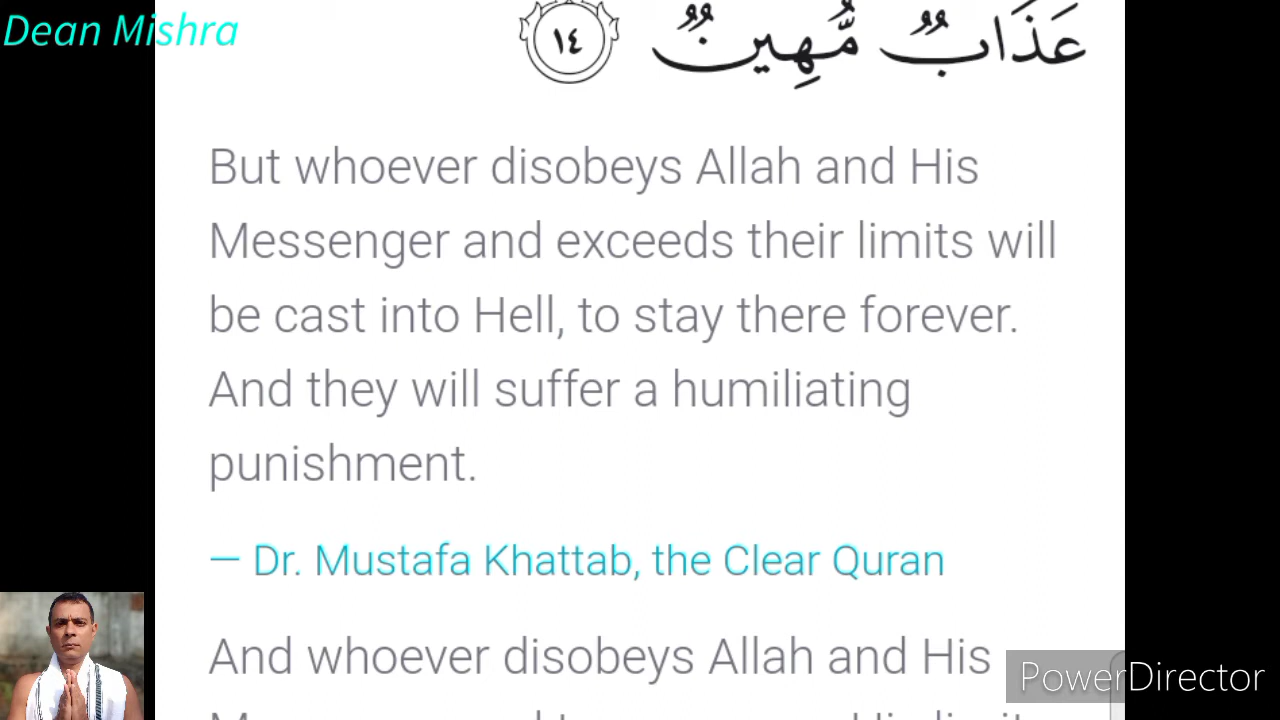 Dean Mishra
عَذَابٌ مُّهِينٌ ١٤
But whoever disobeys Allah and His
Messenger and exceeds their limits will
be cast into Hell, to stay there forever.
And they will suffer a humiliating
punishment.
— Dr. Mustafa Khattab, the Clear Quran
And whoever disobeys Allah and His
PowerDirector